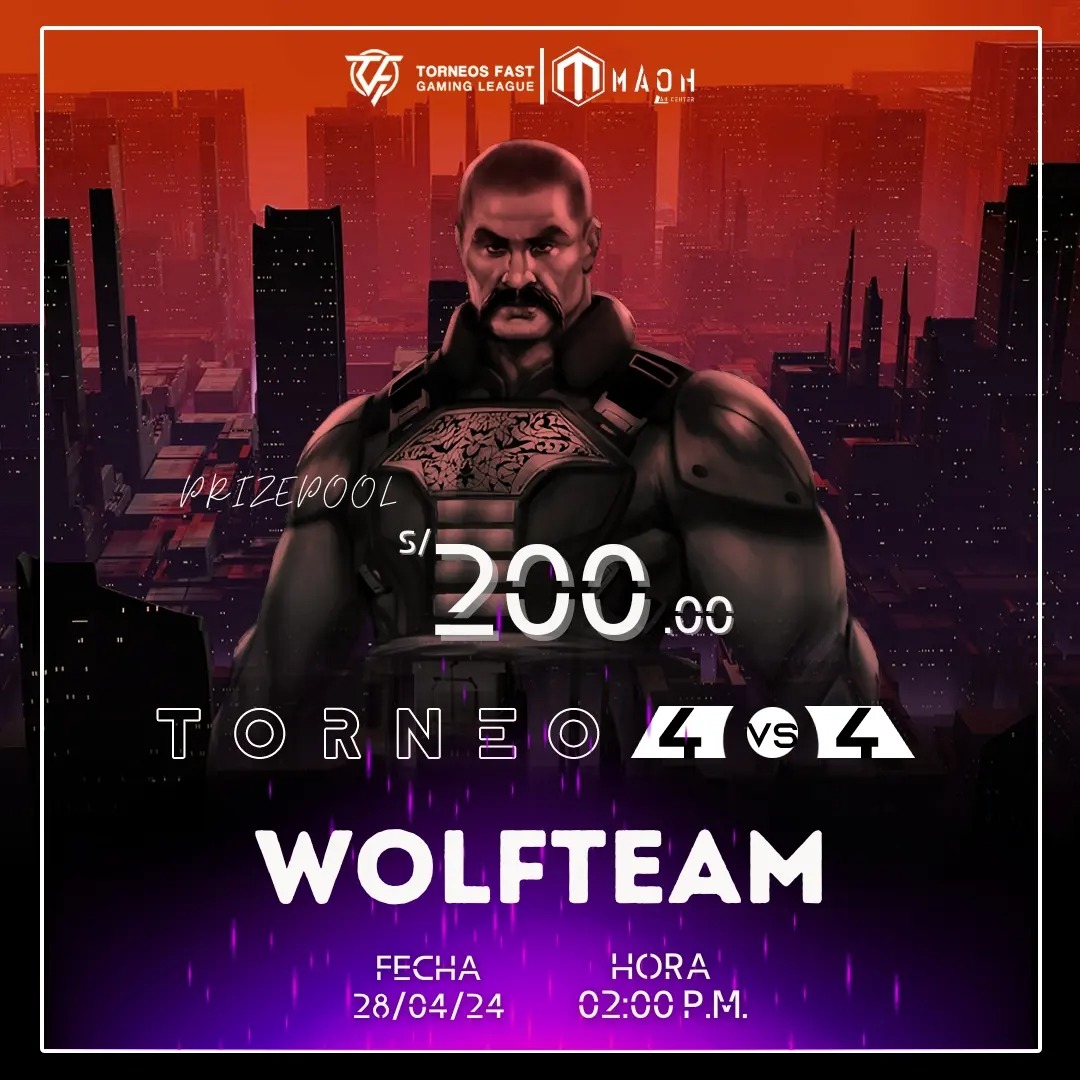 TORNEOS FAST
GAMING LEAGUE
MAOH
CENTER
PRIZEPOOL
S/200.00
TORNEO 4 VS 4
WOLFTEAM
FECHA
28/04/24
HORA
02:00 P.M.